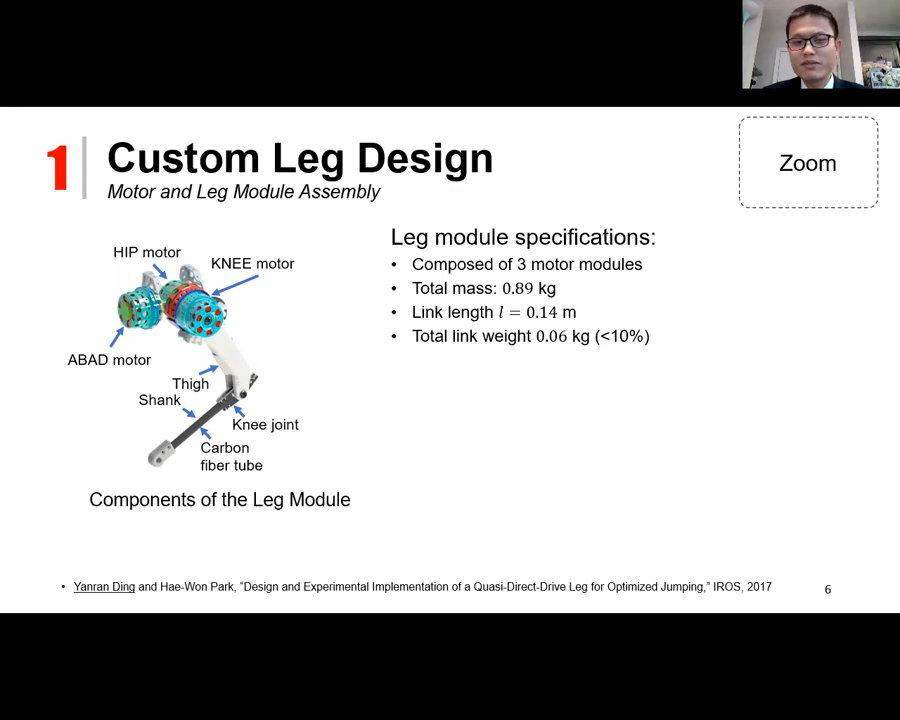 Zoom
1
Custom Leg Design
Motor and Leg Module Assembly
HIP motor
KNEE motor
ABAD motor
Thigh
Shank
Knee joint
Carbon
fiber tube
Components of the Leg Module
Leg module specifications:
• Composed of 3 motor modules
• Total mass: 0.89 kg
• Link length l = 0.14 m
• Total link weight 0.06 kg (<10%)
• Yanran Ding and Hae-Won Park, “Design and Experimental Implementation of a Quasi-Direct-Drive Leg for Optimized Jumping,” IROS, 2017
6